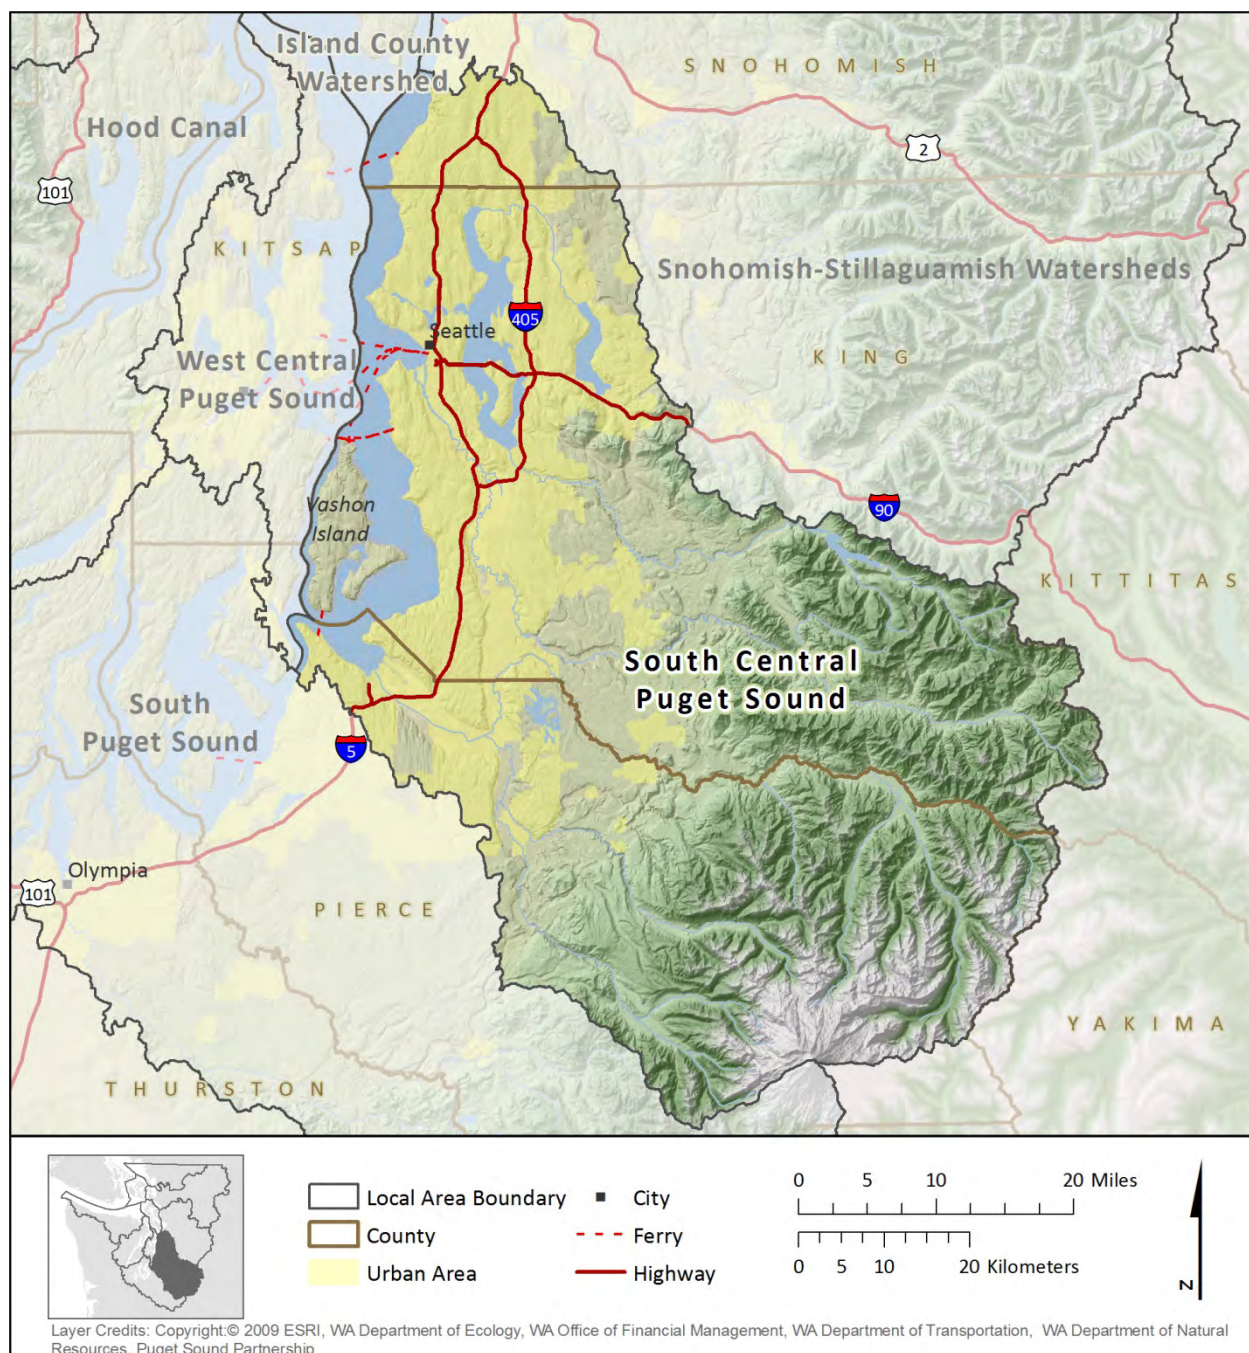 Island County
Watershed
SNOHOMISH
Hood Canal
2
101
KITSAP
Snohomish-Stillaguamish Watersheds
405
Seattle
KING
West Central
Puget Sound
Vashon
Island
90
KITTITAS
South Central
Puget Sound
South
Puget Sound
5
Olympia
101
PIERCE
YAKIMA
THURSTON
Local Area Boundary
County
Urban Area
City
Ferry
Highway
0 5 10 20 Miles
0 5 10 20 Kilometers
N
Layer Credits: Copyright:© 2009 ESRI, WA Department of Ecology, WA Office of Financial Management, WA Department of Transportation, WA Department of Natural
Resources, Puget Sound Partnership